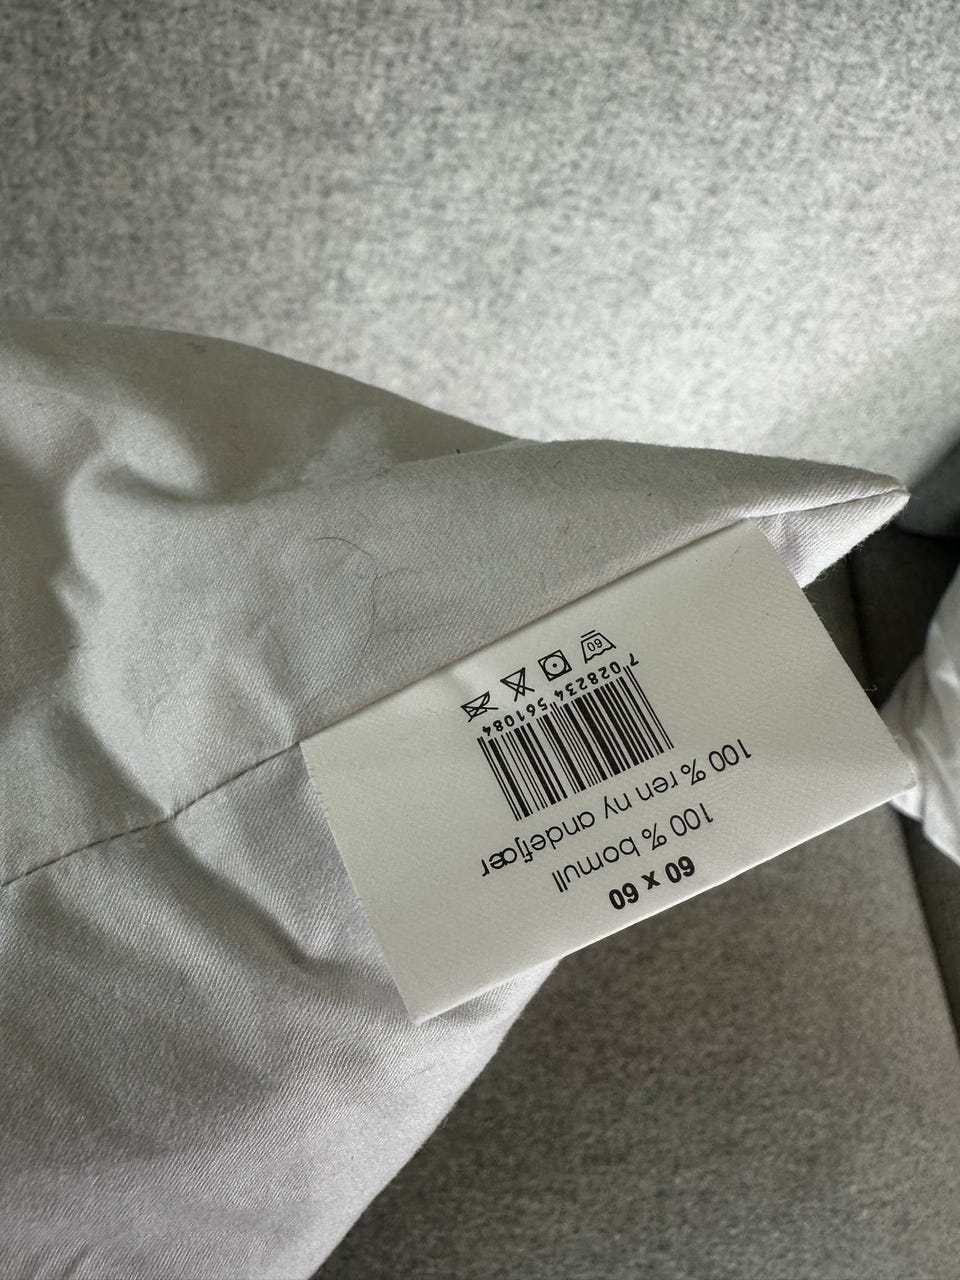 60 x 60
100 % bomull
100 % ren ny andefjær
7 028234 561084
60